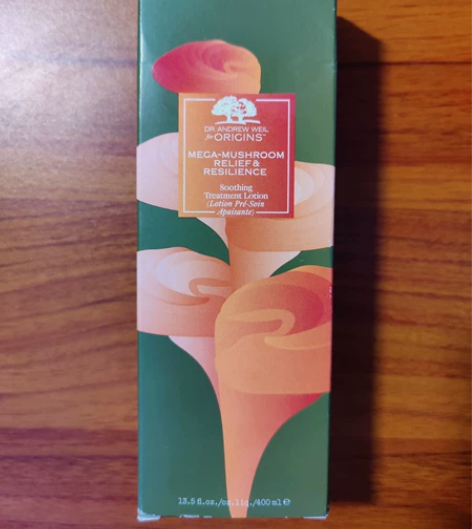 DR. ANDREW WEIL
for ORIGINS™
MEGA-MUSHROOM
RELIEF &
RESILIENCE
Soothing
Treatment Lotion
(Lotion Pré-Soin
Apaisante)
13.5 fl.oz./oz.liq./400 ml ℮